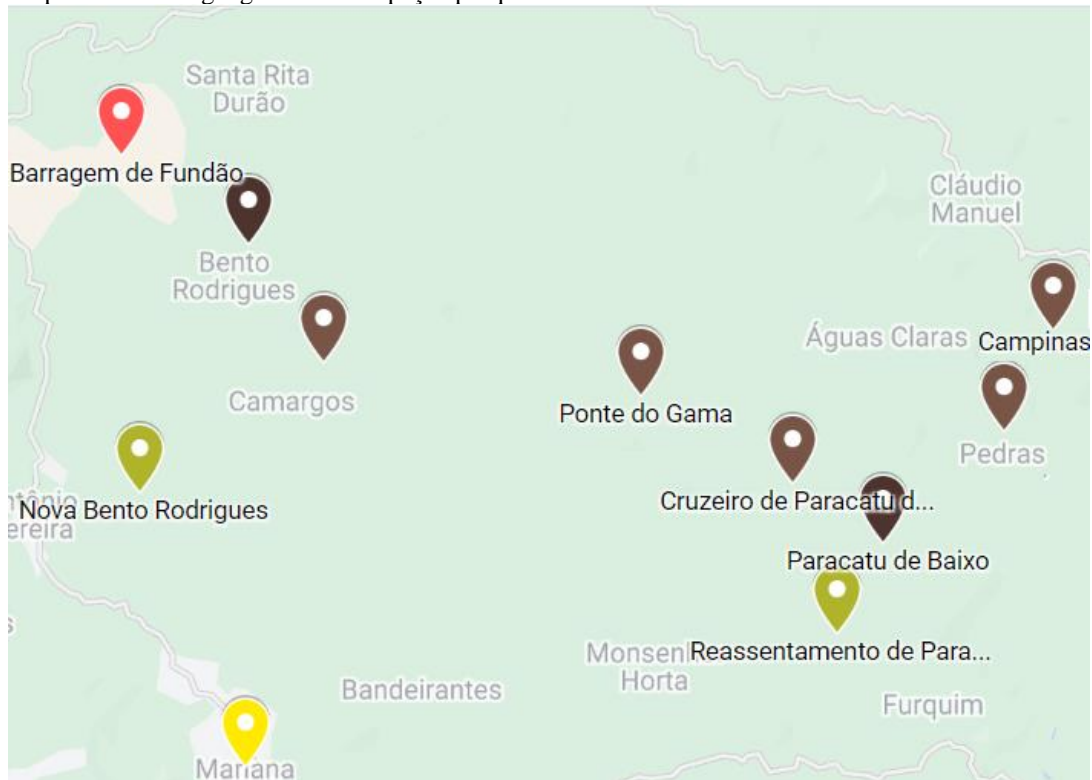 Santa Rita
Durão
Barragem de Fundão
Cláudio
Manuel
Bento
Rodrigues
Águas Claras
Campinas
Camargos
Ponte do Gama
Pedras
Cruzeiro de Paracatu d...
Nova Bento Rodrigues
ereira
Paracatu de Baixo
Reassentamento de Para...
Horta
Bandeirantes
Furquim
Mariana